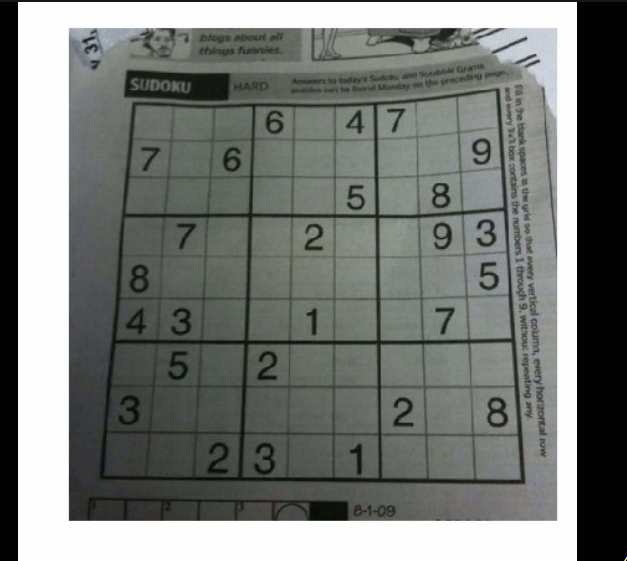 31,
blogs about all
things funnies.
SUDOKU
HARD
Answers to today's Sudoku and Scrabble Grams
puzzles can be found Monday on the preceding page.
6 4 7
7 6 9
5 8
7 2 9 3
8 5
4 3 1 7
5 2
3 2 8
2 3 1
Fill in the blank spaces in the grid so that every vertical column, every horizontal row
and every 3x3 box contains the numbers 1 through 9, without repeating any.
1 2 3
8-1-09